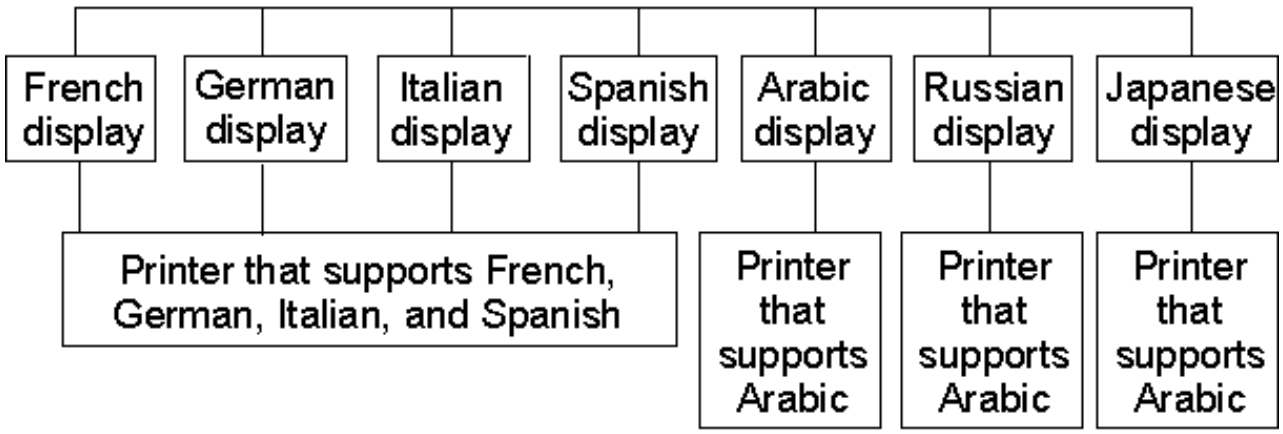 French
display
German
display
Italian
display
Spanish
display
Arabic
display
Russian
display
Japanese
display
Printer that supports French,
German, Italian, and Spanish
Printer
that
supports
Arabic
Printer
that
supports
Arabic
Printer
that
supports
Arabic